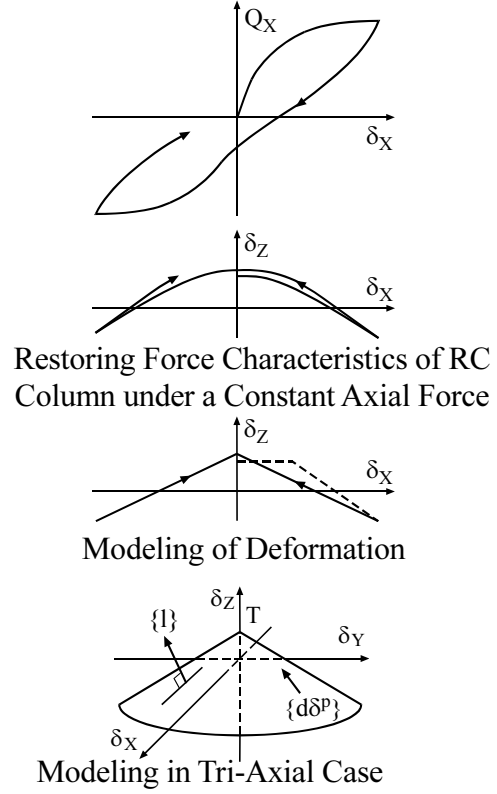 Q_X
δ_X
δ_Z
δ_X
Restoring Force Characteristics of RC
Column under a Constant Axial Force
δ_Z
δ_X
Modeling of Deformation
δ_Z T
{l}
δ_Y
{dδ^p}
δ_X
Modeling in Tri-Axial Case